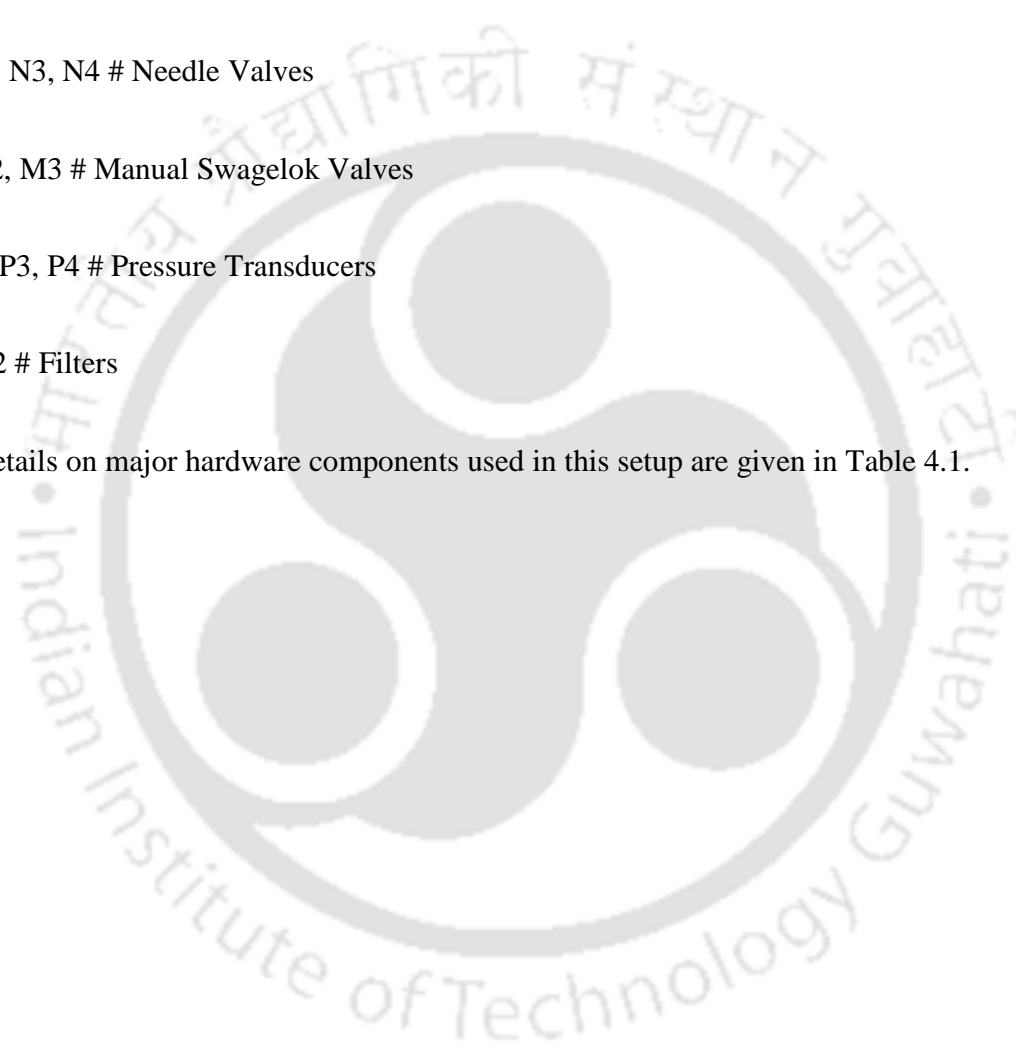 N3, N4 # Needle Valves
2, M3 # Manual Swagelok Valves
P3, P4 # Pressure Transducers
2 # Filters
etails on major hardware components used in this setup are given in Table 4.1.
भारतीय प्रौद्योगिकी संस्थान गुवाहाटी
• Indian Institute of Technology Guwahati •